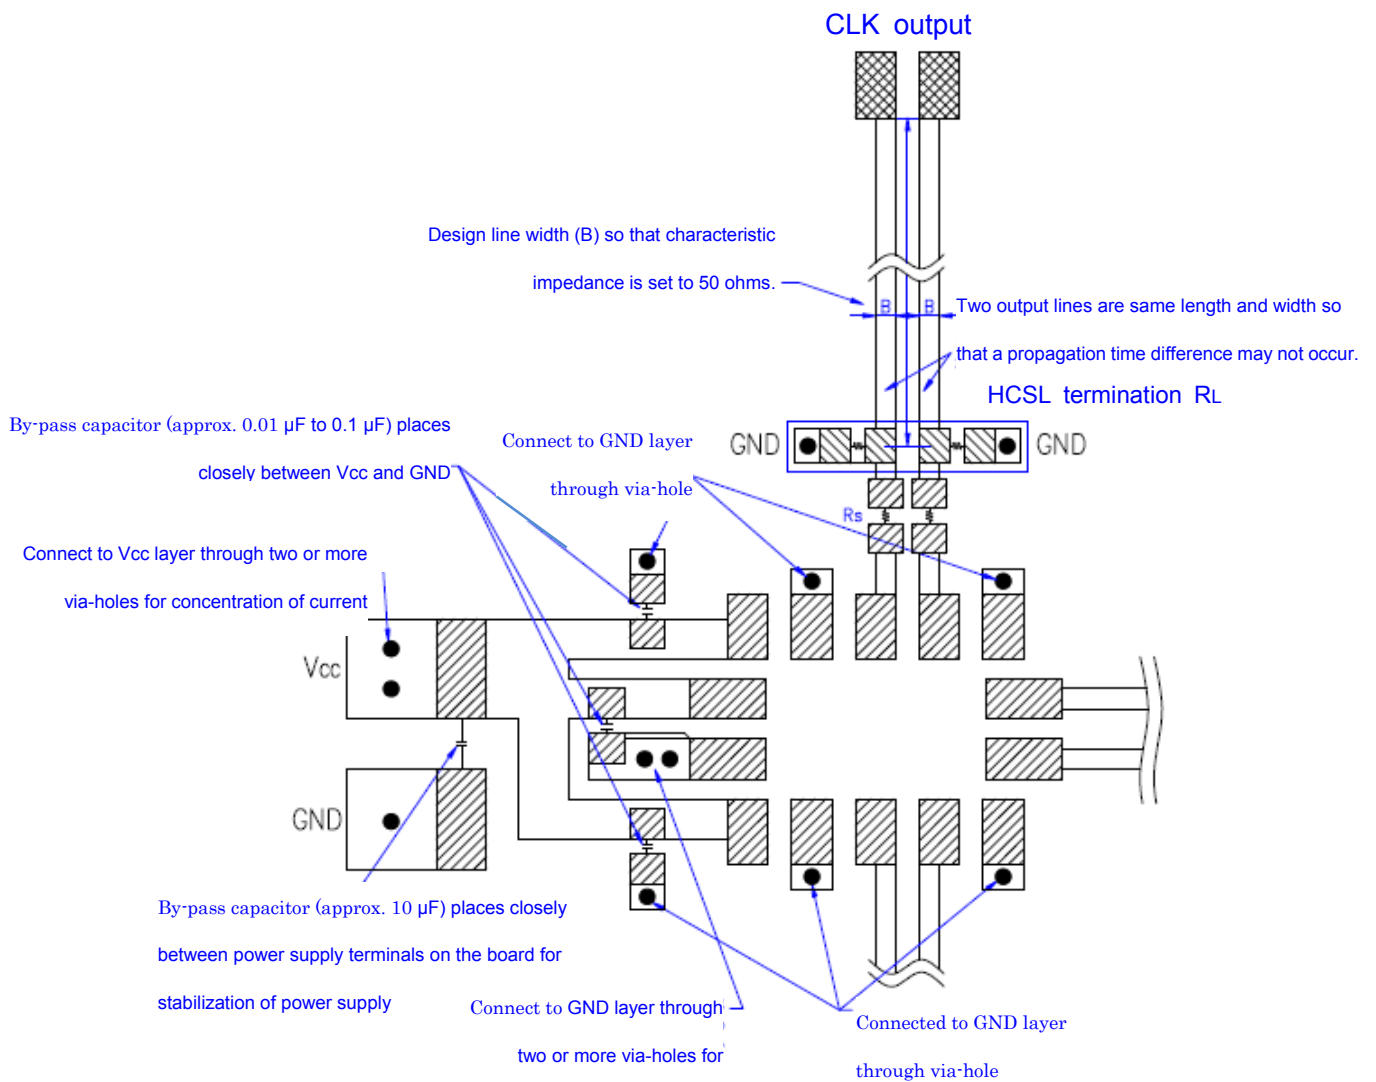 CLK output
Design line width (B) so that characteristic
impedance is set to 50 ohms.
B
B
Two output lines are same length and width so
that a propagation time difference may not occur.
HCSL termination RL
By-pass capacitor (approx. 0.01 µF to 0.1 µF) places
closely between Vcc and GND
Connect to GND layer
through via-hole
GND
GND
Rs
Connect to Vcc layer through two or more
via-holes for concentration of current
Vcc
GND
By-pass capacitor (approx. 10 µF) places closely
between power supply terminals on the board for
stabilization of power supply
Connect to GND layer through
two or more via-holes for
Connected to GND layer
through via-hole